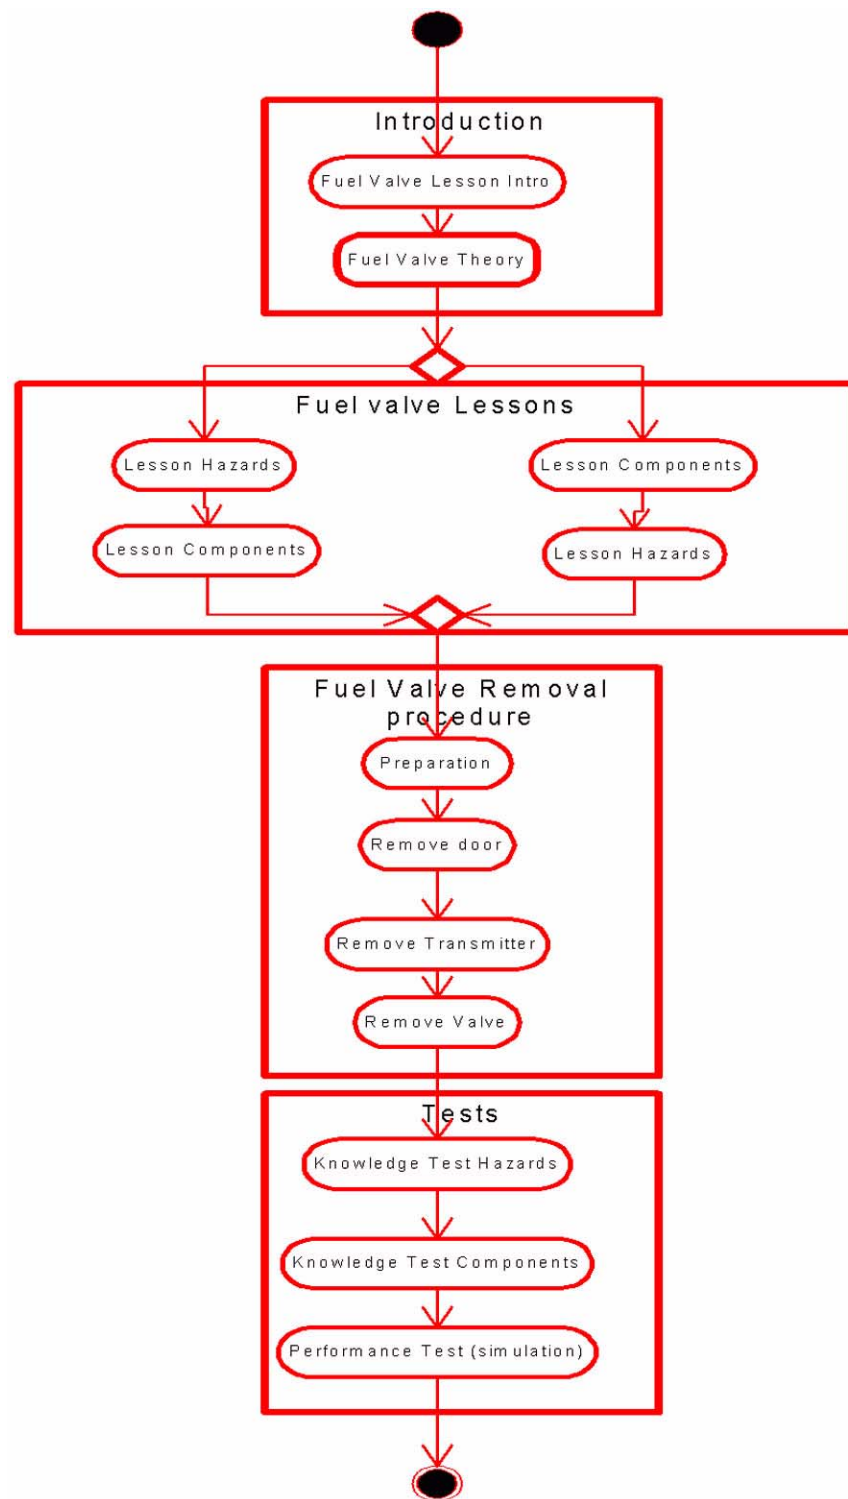 Introduction
Fuel Valve Lesson Intro
Fuel Valve Theory
Fuel valve Lessons
Lesson Hazards
Lesson Components
Lesson Components
Lesson Hazards
Fuel Valve Removal
procedure
Preparation
Remove door
Remove Transmitter
Remove Valve
Tests
Knowledge Test Hazards
Knowledge Test Components
Performance Test (simulation)